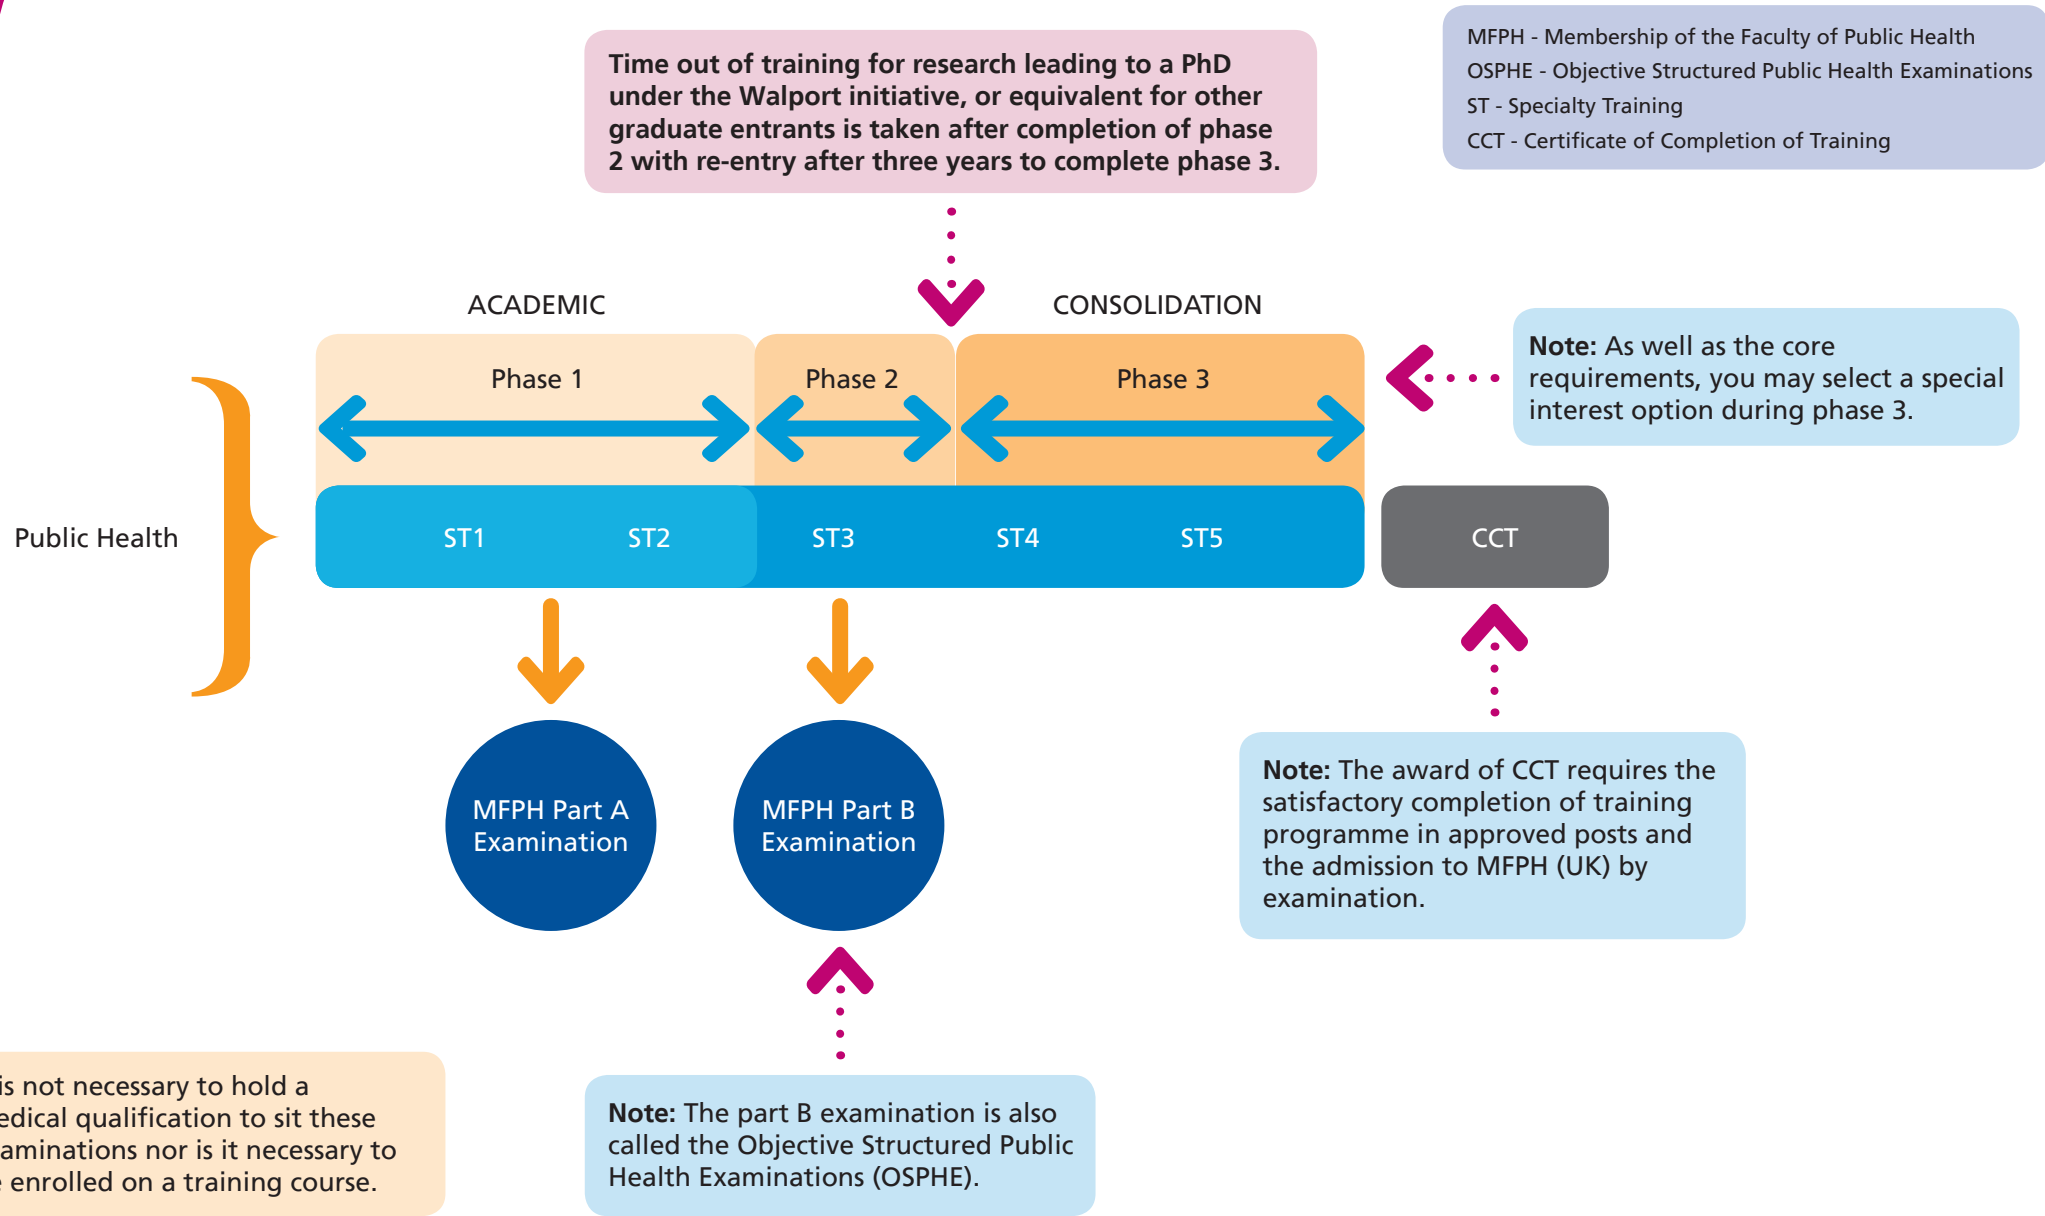 Time out of training for research leading to a PhD
under the Walport initiative, or equivalent for other
graduate entrants is taken after completion of phase
2 with re-entry after three years to complete phase 3.
MFPH - Membership of the Faculty of Public Health
OSPHE - Objective Structured Public Health Examinations
ST - Specialty Training
CCT - Certificate of Completion of Training
ACADEMIC
CONSOLIDATION
Phase 1
Phase 2
Phase 3
Note: As well as the core
requirements, you may select a special
interest option during phase 3.
Public Health
ST1
ST2
ST3
ST4
ST5
CCT
MFPH Part A
Examination
MFPH Part B
Examination
Note: The award of CCT requires the
satisfactory completion of training
programme in approved posts and
the admission to MFPH (UK) by
examination.
is not necessary to hold a
edical qualification to sit these
aminations nor is it necessary to
e enrolled on a training course.
Note: The part B examination is also
called the Objective Structured Public
Health Examinations (OSPHE).